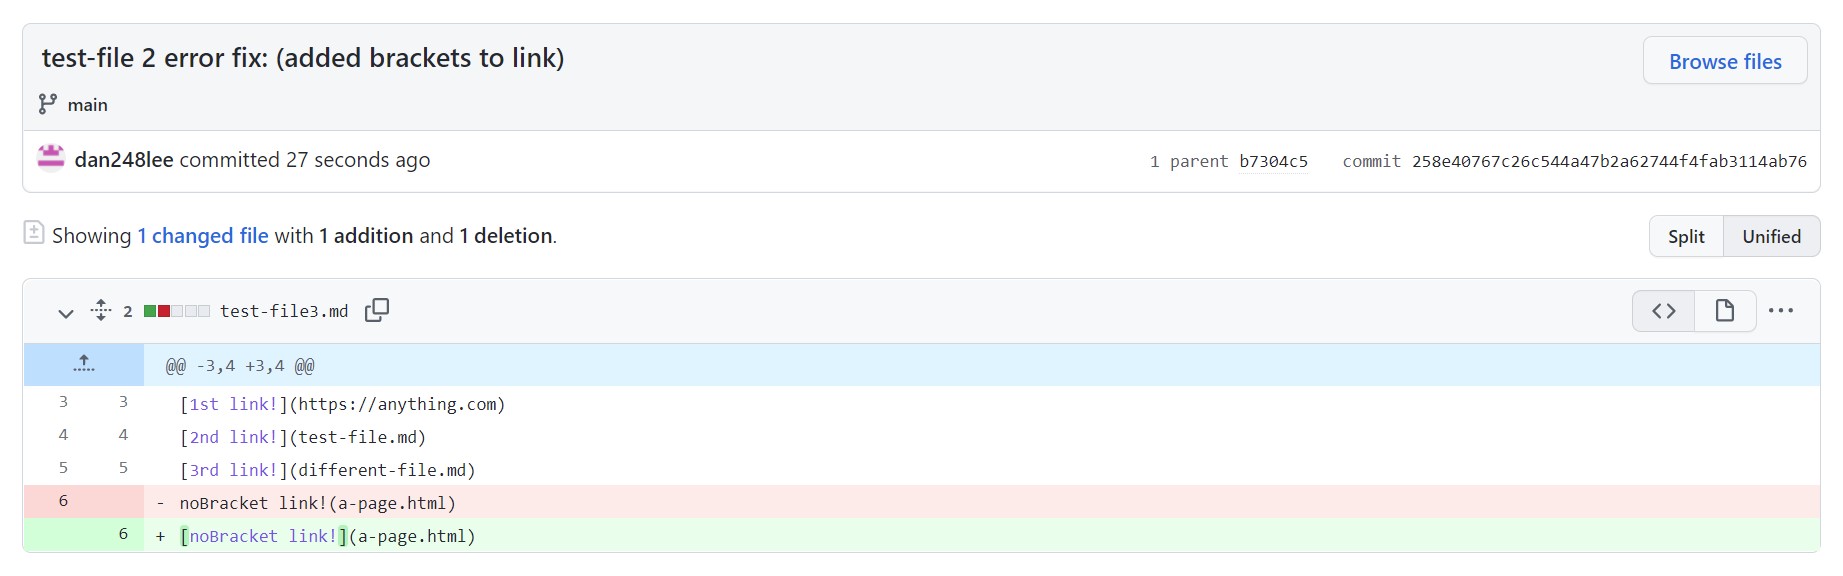 test-file 2 error fix: (added brackets to link)
Browse files
main
dan248lee committed 27 seconds ago
1 parent b7304c5 commit 258e40767c26c544a47b2a62744f4fab3114ab76
Showing 1 changed file with 1 addition and 1 deletion.
Split Unified
2 test-file3.md
@@ -3,4 +3,4 @@
3 3 [1st link!](https://anything.com)
4 4 [2nd link!](test-file.md)
5 5 [3rd link!](different-file.md)
6 - noBracket link!(a-page.html)
6 + [noBracket link!](a-page.html)